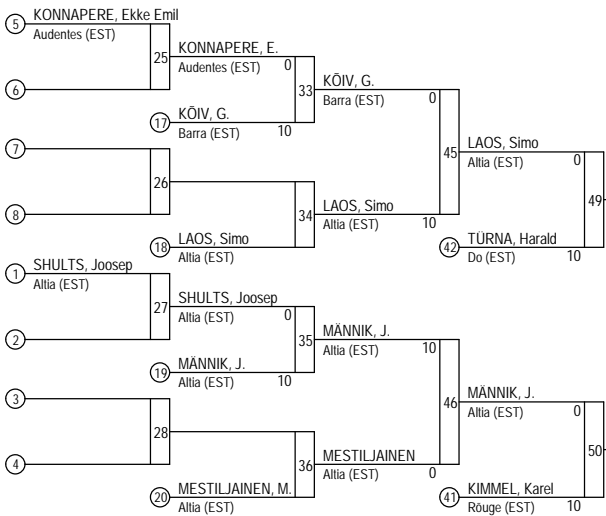 5 KONNAPERE, Ekke Emil
Audentes (EST)
25
6
KONNAPERE, E.
Audentes (EST) 0
33
17 KÕIV, G.
Barra (EST) 10
KÕIV, G.
Barra (EST) 0
45
7
26
8
34
18 LAOS, Simo
Altia (EST)
LAOS, Simo
Altia (EST) 10
LAOS, Simo
Altia (EST) 0
49
42 TÜRNA, Harald
Do (EST) 10
1 SHULTS, Joosep
Altia (EST)
27
2
SHULTS, Joosep
Altia (EST) 0
35
19 MÄNNIK, J.
Altia (EST) 10
MÄNNIK, J.
Altia (EST) 10
46
3
28
4
36
20 MESTILJAINEN, M.
Altia (EST)
MESTILJAINEN
Altia (EST) 0
MÄNNIK, J.
Altia (EST) 0
50
41 KIMMEL, Karel
Rõuge (EST) 10